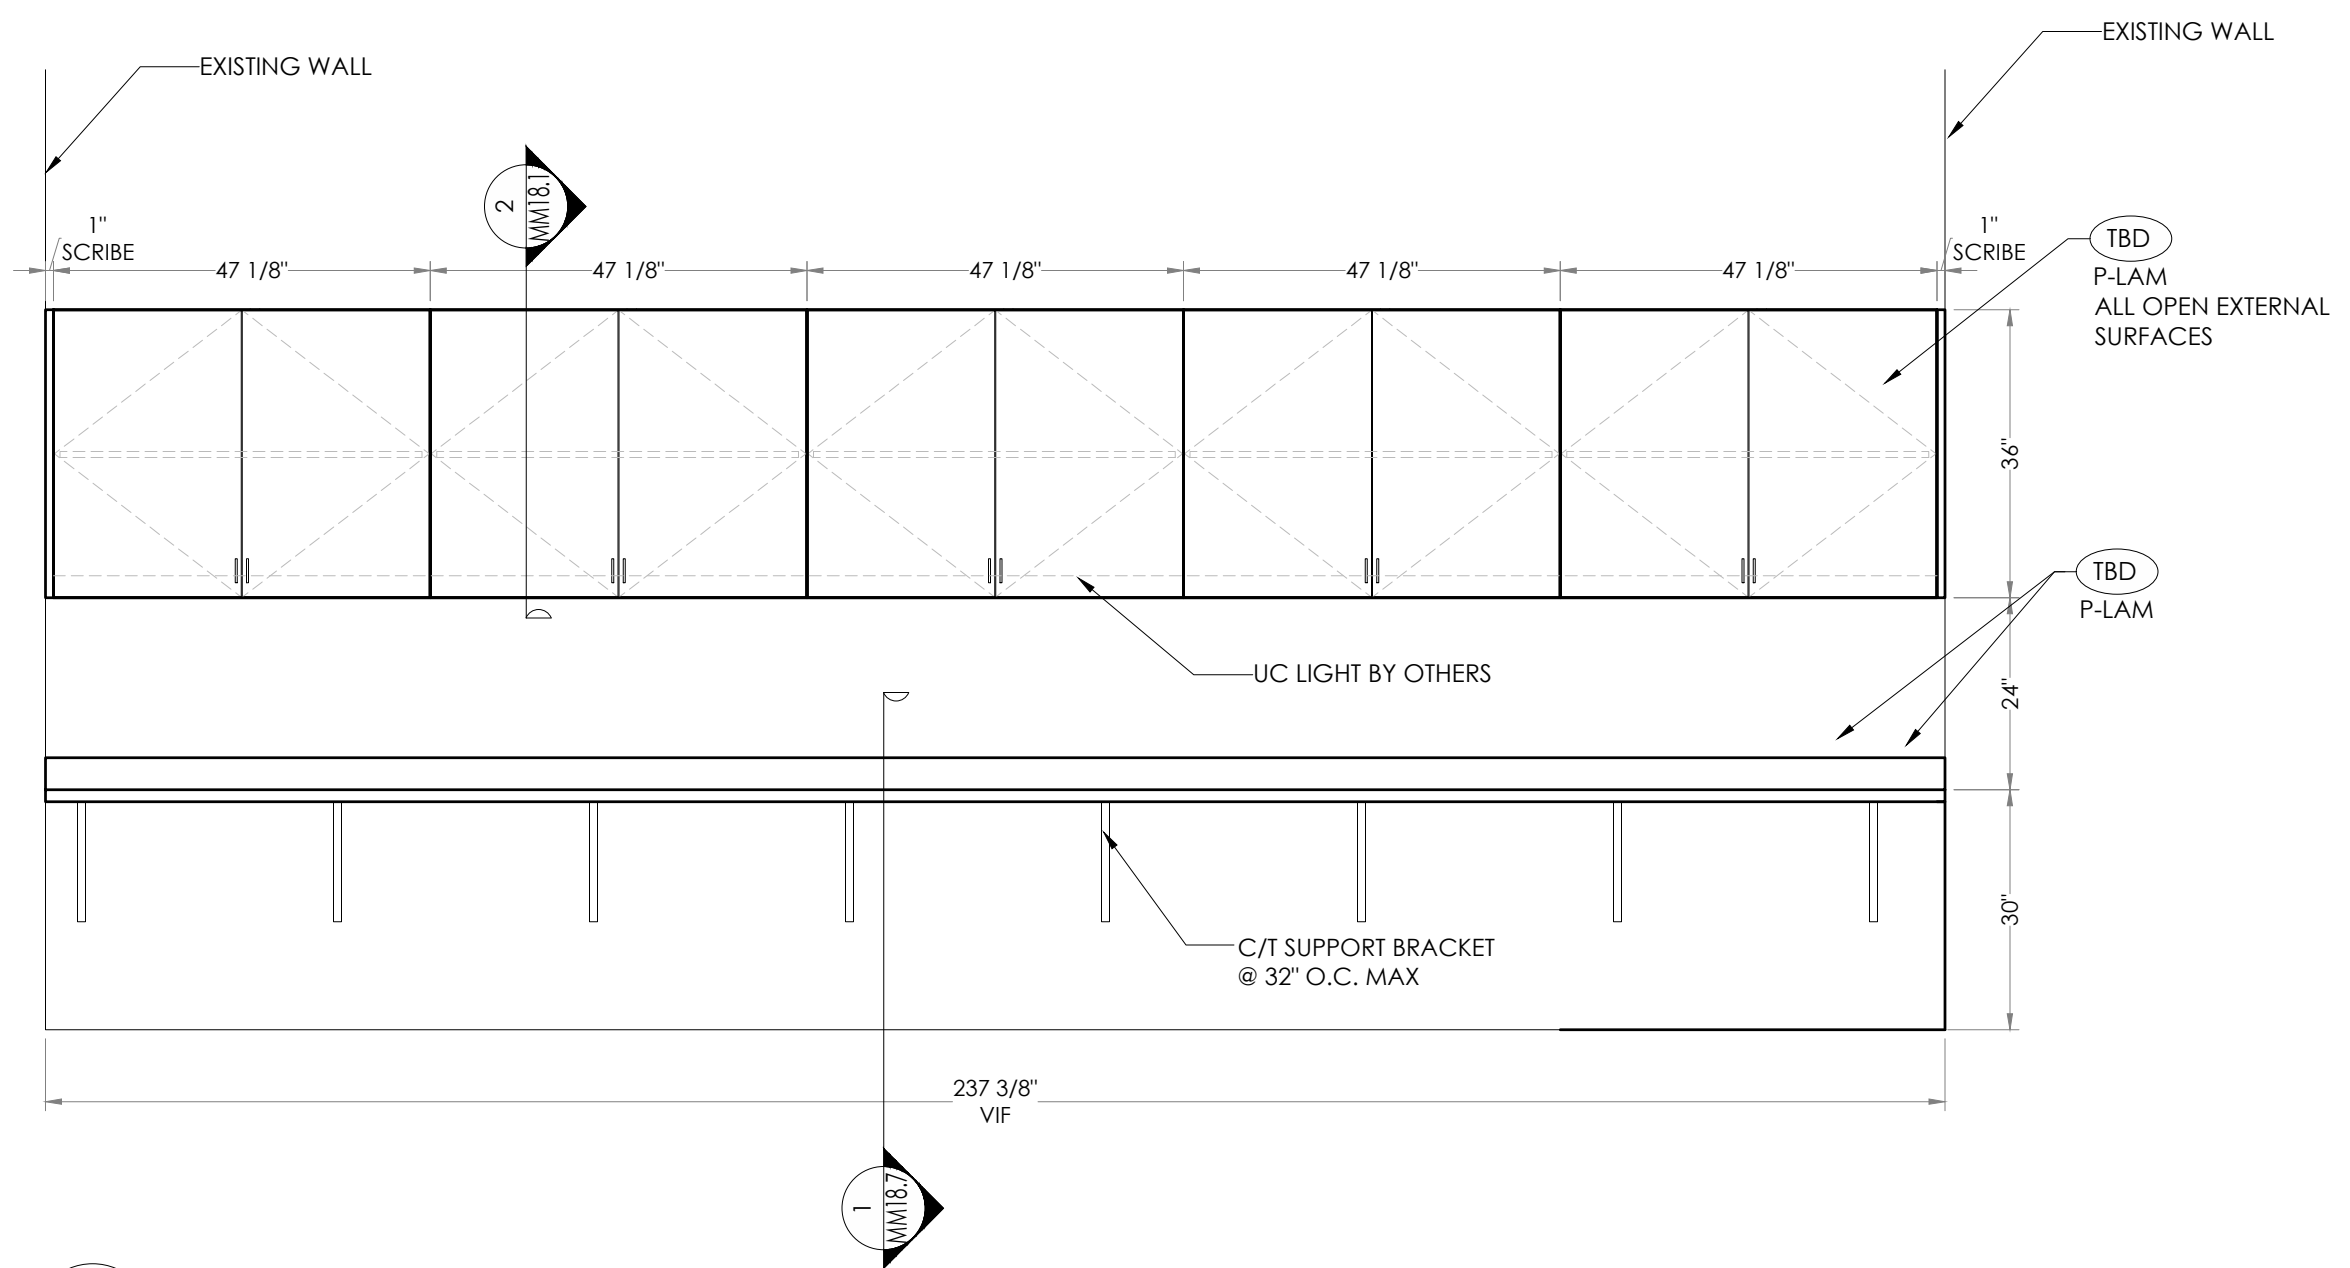 EXISTING WALL
EXISTING WALL
2
MM18.1
1"
SCRIBE
47 1/8"
47 1/8"
47 1/8"
47 1/8"
47 1/8"
1"
SCRIBE
TBD
P-LAM
ALL OPEN EXTERNAL
SURFACES
36"
TBD
P-LAM
UC LIGHT BY OTHERS
24"
30"
C/T SUPPORT BRACKET
@ 32" O.C. MAX
237 3/8"
VIF
1
MM18.7